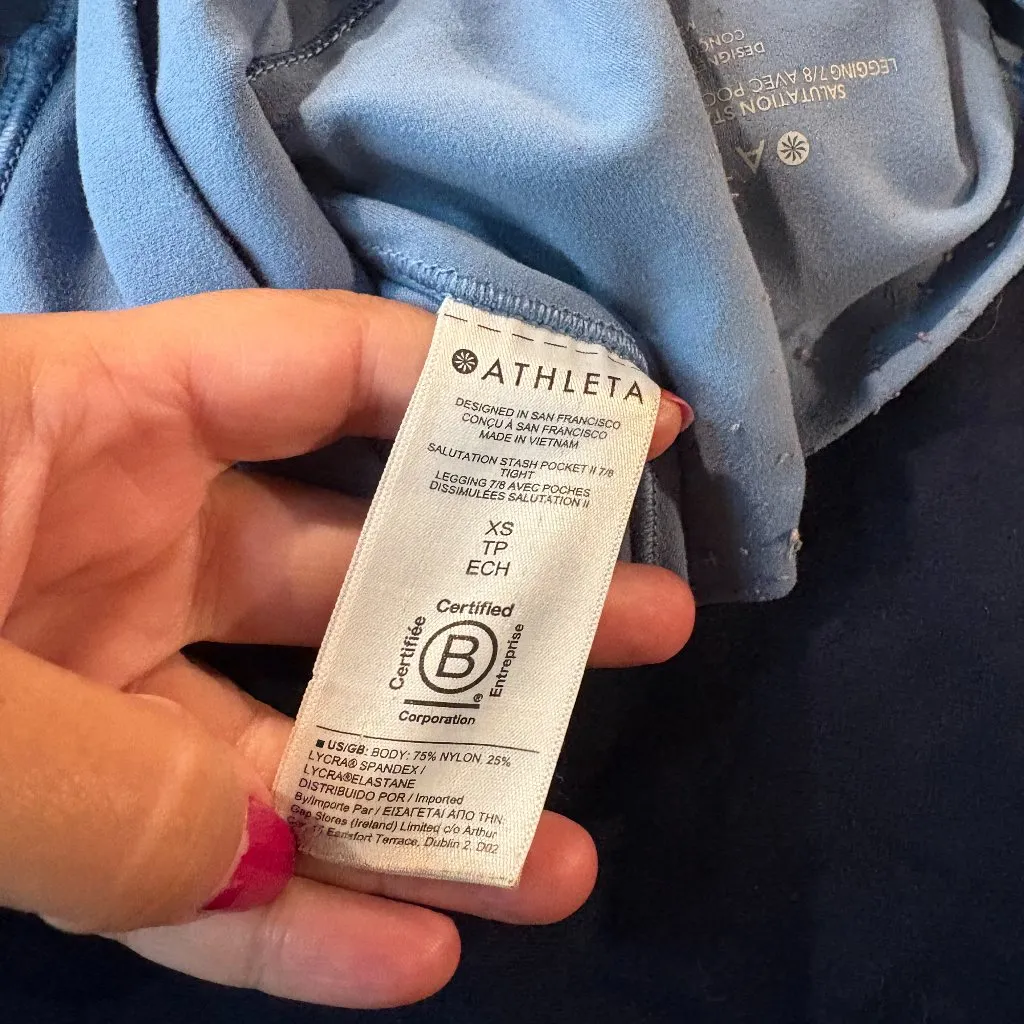 ATHLETA
DESIGNED IN SAN FRANCISCO
CONÇU À SAN FRANCISCO
MADE IN VIETNAM
SALUTATION STASH POCKET II 7/8
TIGHT
LEGGING 7/8 AVEC POCHES
DISSIMULÉES SALUTATION II
XS
TP
ECH
Certified
Certifiée
B
Entreprise
®
Corporation
US/GB: BODY: 75% NYLON, 25%
LYCRA® SPANDEX /
LYCRA®ELASTANE
DISTRIBUIDO POR / Imported
By/Importe Par / ΕΙΣΑΓΕΤΑΙ ΑΠΟ ΤΗΝ:
Gap Stores (Ireland) Limited c/o Arthur
Earlsfort Terrace, Dublin 2, D02
A
SALUTATION ST
LEGGING 7/8 AVEC POC
DESIGN
CONÇU